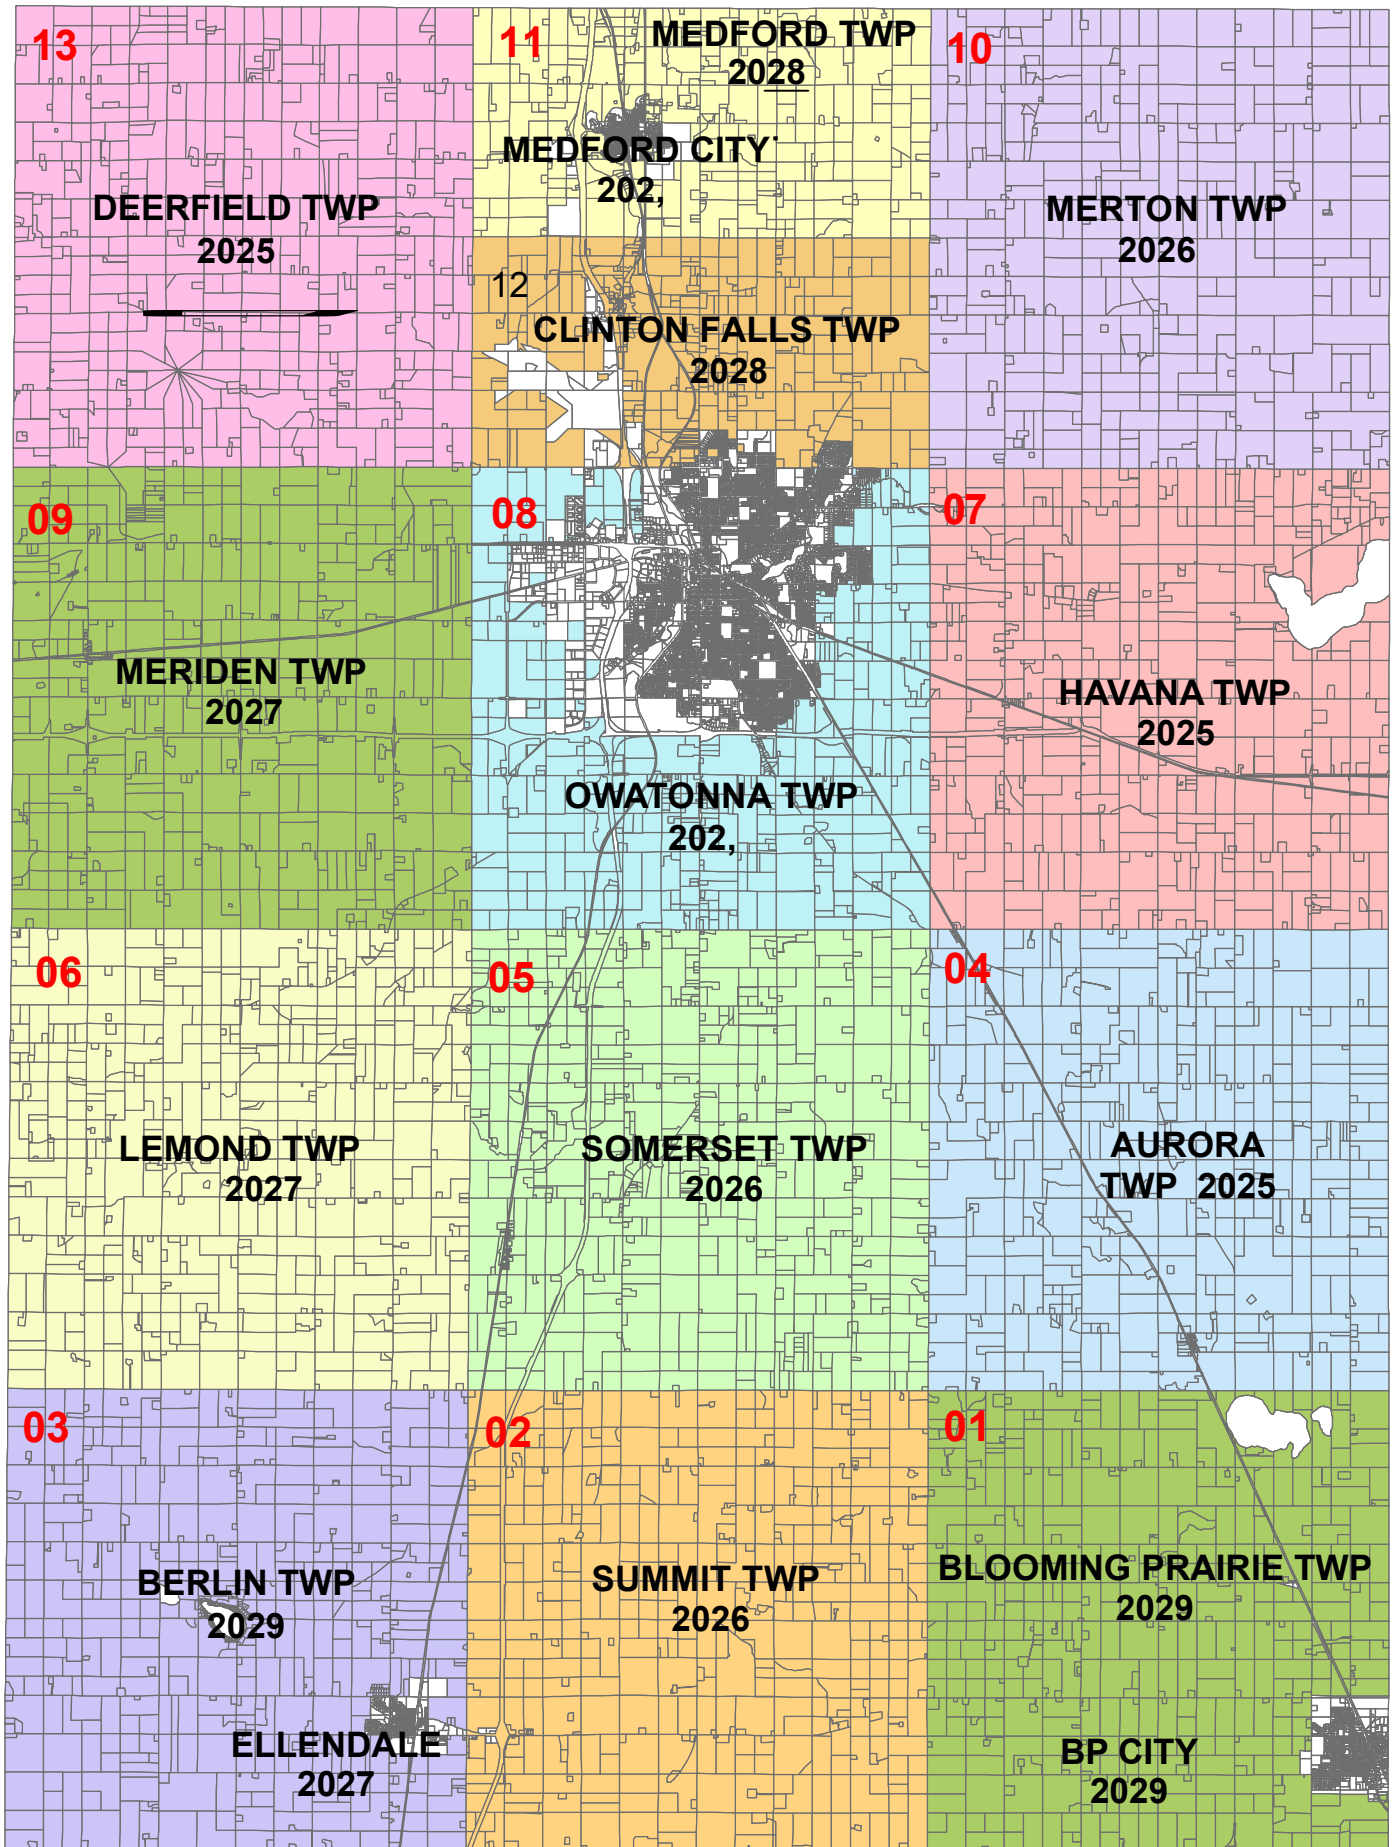 13
11
MEDFORD TWP
2028
10
MEDFORD CITY
202,
DEERFIELD TWP
2025
MERTON TWP
2026
12
CLINTON FALLS TWP
2028
09
08
07
MERIDEN TWP
2027
HAVANA TWP
2025
OWATONNA TWP
202,
06
05
04
LEMOND TWP
2027
SOMERSET TWP
2026
AURORA
TWP 2025
03
02
01
BERLIN TWP
2029
SUMMIT TWP
2026
BLOOMING PRAIRIE TWP
2029
ELLENDALE
2027
BP CITY
2029